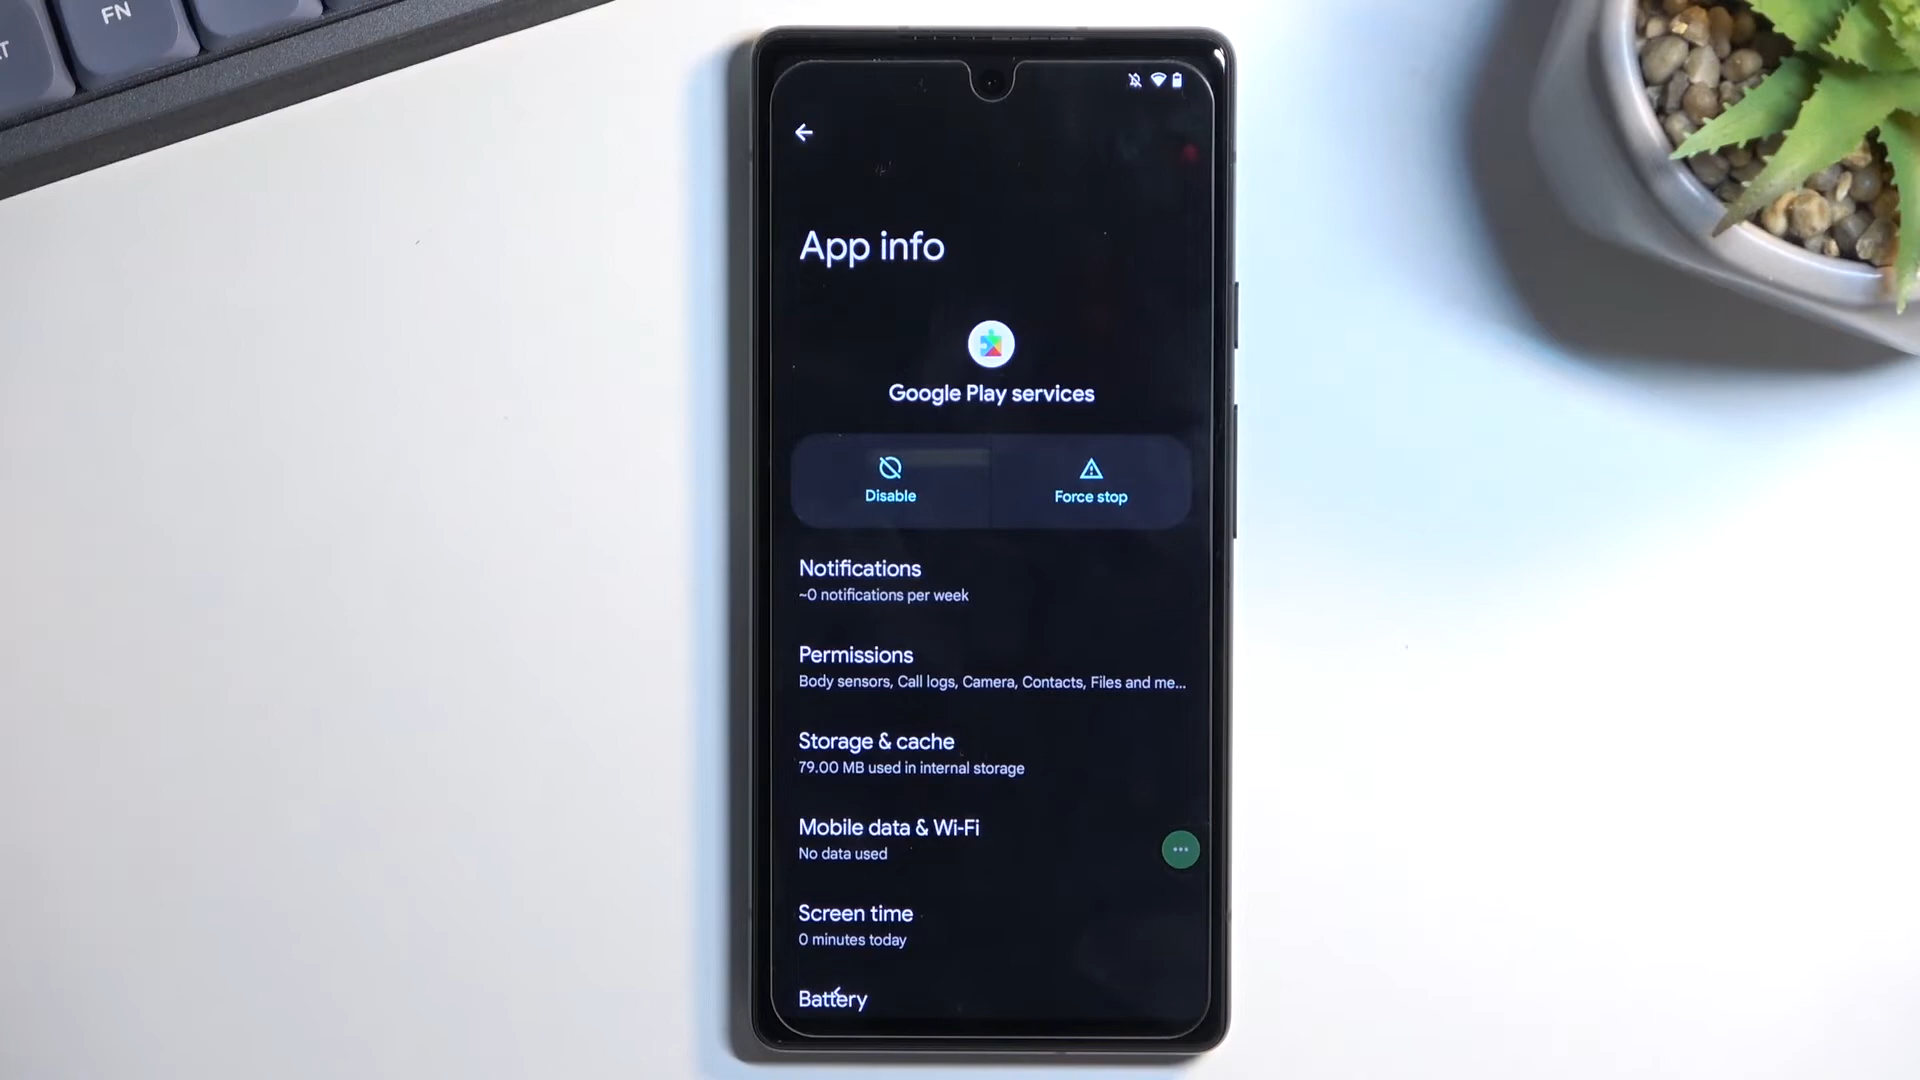 FN
App info
Google Play services
Disable
Force stop
Notifications
~0 notifications per week
Permissions
Body sensors, Call logs, Camera, Contacts, Files and me...
Storage & cache
79.00 MB used in internal storage
Mobile data & Wi-Fi
No data used
Screen time
0 minutes today
Battery